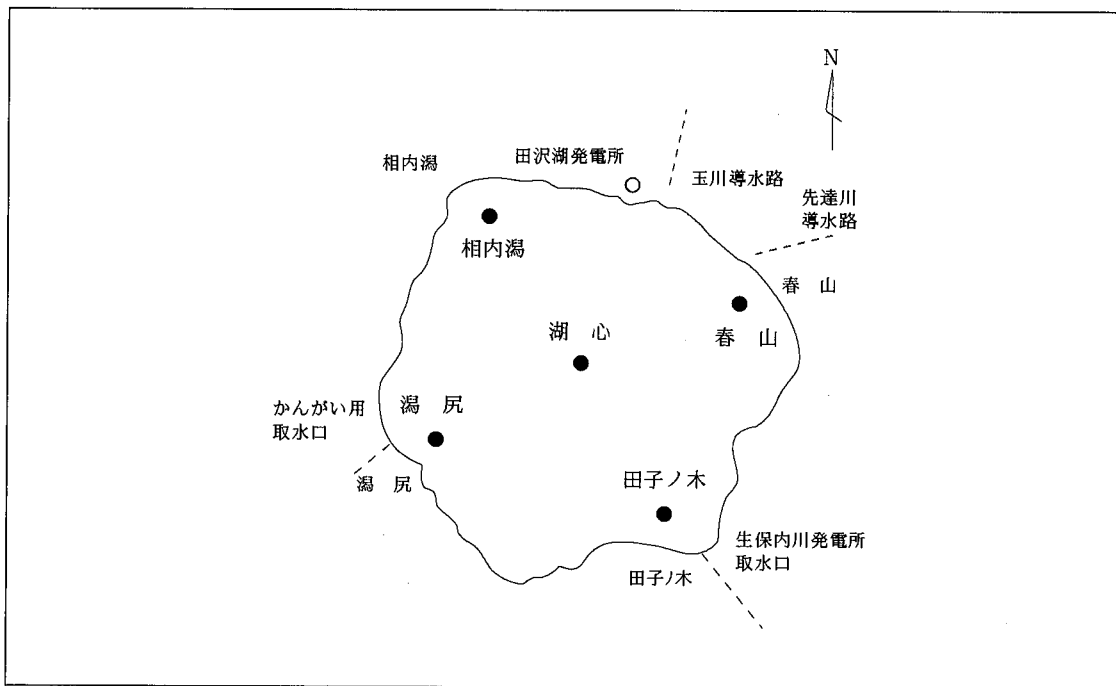 N
田沢湖発電所
相内潟
玉川導水路
先達川
導水路
相内潟
春 山
湖 心
春 山
かんがい用
取水口
潟 尻
潟 尻
田子ノ木
生保内川発電所
取水口
田子ノ木